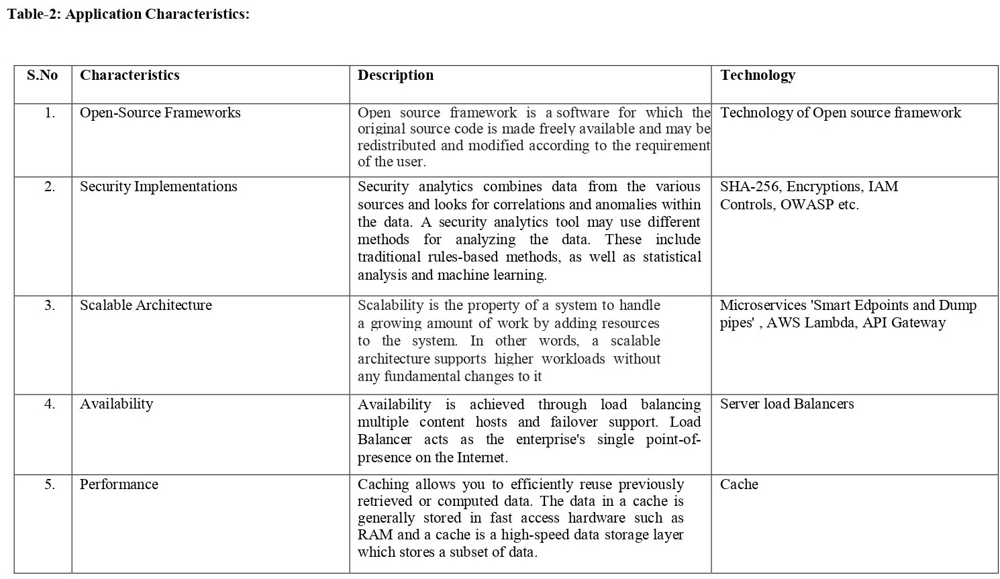 Table-2: Application Characteristics:
S.No Characteristics Description Technology
1. Open-Source Frameworks Open source framework is a software for which the Technology of Open source framework
original source code is made freely available and may be
redistributed and modified according to the requirement
of the user.
2. Security Implementations Security analytics combines data from the various SHA-256, Encryptions, IAM
sources and looks for correlations and anomalies within Controls, OWASP etc.
the data. A security analytics tool may use different
methods for analyzing the data. These include
traditional rules-based methods, as well as statistical
analysis and machine learning.
3. Scalable Architecture Scalability is the property of a system to handle Microservices 'Smart Edpoints and Dump
a growing amount of work by adding resources pipes' , AWS Lambda, API Gateway
to the system. In other words, a scalable
architecture supports higher workloads without
any fundamental changes to it
4. Availability Availability is achieved through load balancing Server load Balancers
multiple content hosts and failover support. Load
Balancer acts as the enterprise's single point-of-
presence on the Internet.
5. Performance Caching allows you to efficiently reuse previously Cache
retrieved or computed data. The data in a cache is
generally stored in fast access hardware such as
RAM and a cache is a high-speed data storage layer
which stores a subset of data.